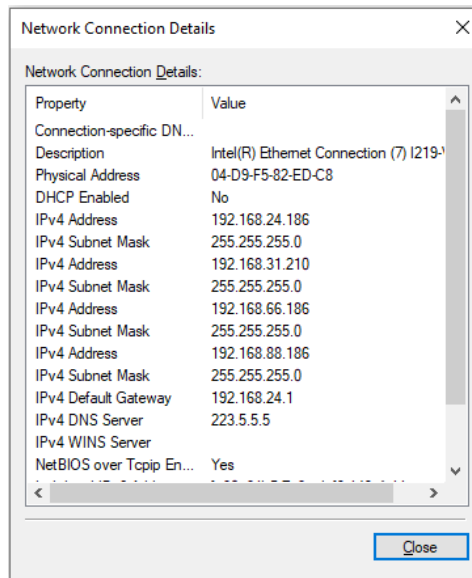 Network Connection Details
Network Connection Details:
Property Value
Connection-specific DN...
Description Intel(R) Ethernet Connection (7) I219-
Physical Address 04-D9-F5-82-ED-C8
DHCP Enabled No
IPv4 Address 192.168.24.186
IPv4 Subnet Mask 255.255.255.0
IPv4 Address 192.168.31.210
IPv4 Subnet Mask 255.255.255.0
IPv4 Address 192.168.66.186
IPv4 Subnet Mask 255.255.255.0
IPv4 Address 192.168.88.186
IPv4 Subnet Mask 255.255.255.0
IPv4 Default Gateway 192.168.24.1
IPv4 DNS Server 223.5.5.5
IPv4 WINS Server
NetBIOS over Tcpip En... Yes
Close